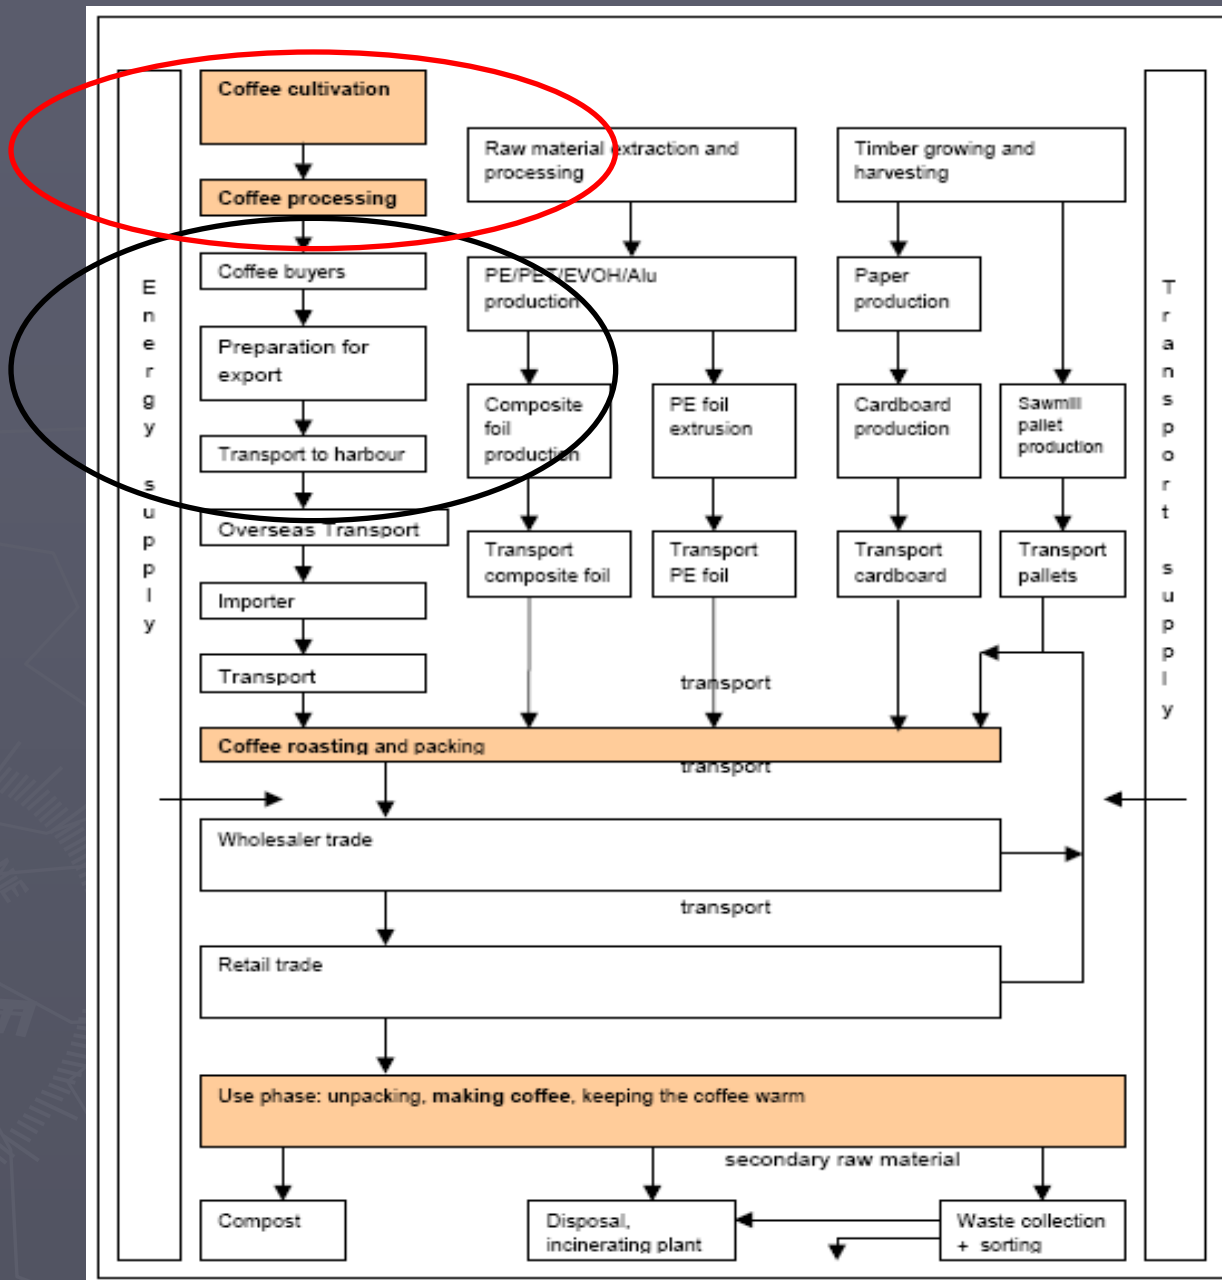 Coffee cultivation
Coffee processing
Coffee buyers
Preparation for
export
Transport to harbour
Overseas Transport
Importer
Transport
Raw material extraction and
processing
PE/PET/EVOH/Alu
production
Composite
foil
production
PE foil
extrusion
Transport
composite foil
Transport
PE foil
Timber growing and
harvesting
Paper
production
Cardboard
production
Sawmill
pallet
production
Transport
cardboard
Transport
pallets
transport
Coffee roasting and packing
transport
Wholesaler trade
transport
Retail trade
Use phase: unpacking, making coffee, keeping the coffee warm
secondary raw material
Compost
Disposal,
incinerating plant
Waste collection
+ sorting
Energy supply
Transport supply